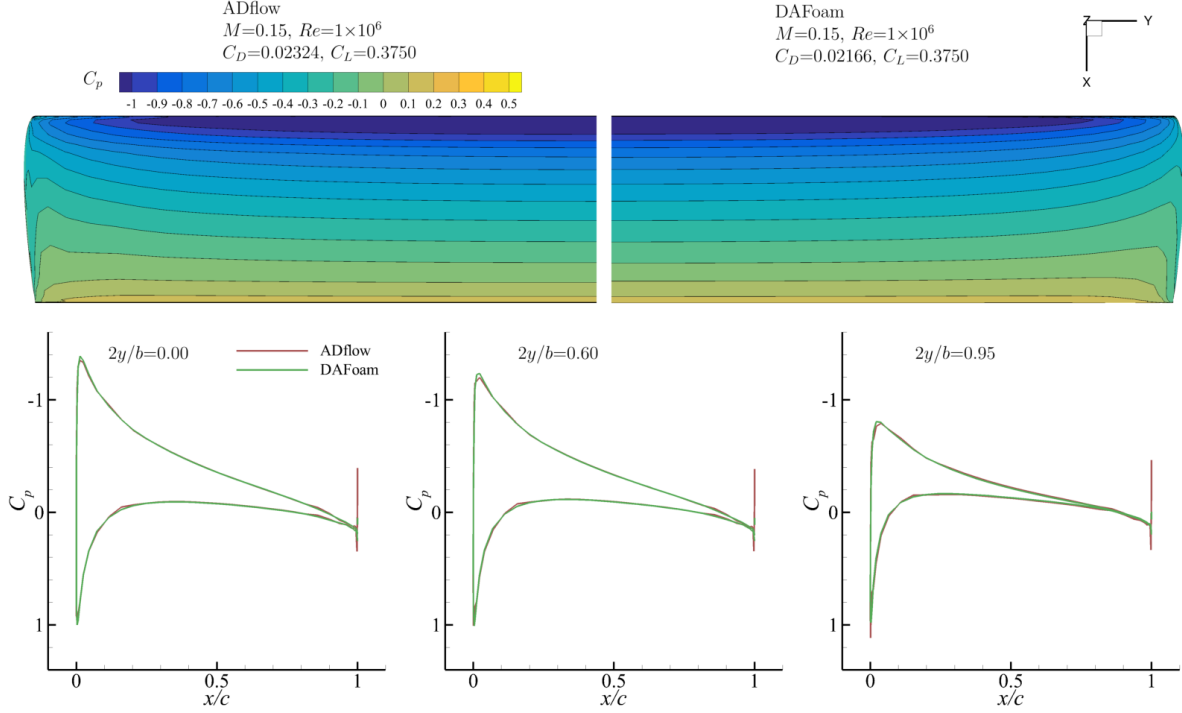 ADflow
M=0.15, Re=1×10⁶
C_D=0.02324, C_L=0.3750
DAFoam
M=0.15, Re=1×10⁶
C_D=0.02166, C_L=0.3750
Z Y
X
C_p
-1 -0.9 -0.8 -0.7 -0.6 -0.5 -0.4 -0.3 -0.2 -0.1 0 0.1 0.2 0.3 0.4 0.5
2y/b=0.00
ADflow
DAFoam
C_p
-1
0
1
0 0.5 1
x/c
2y/b=0.60
C_p
-1
0
1
0 0.5 1
x/c
2y/b=0.95
C_p
-1
0
1
0 0.5 1
x/c